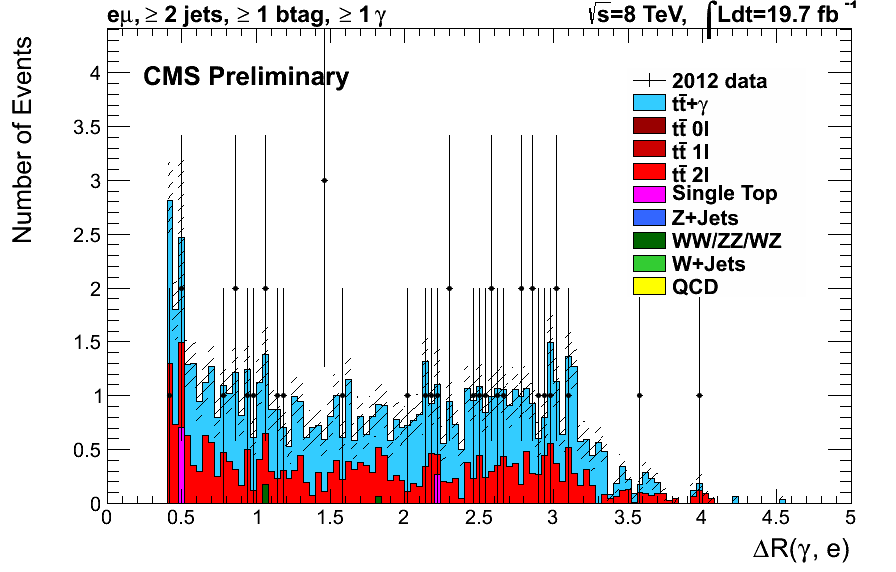 eμ, ≥ 2 jets, ≥ 1 btag, ≥ 1 γ
√s=8 TeV, ∫Ldt=19.7 fb⁻¹
CMS Preliminary
Number of Events
2012 data
tt̄+γ
tt̄ 0l
tt̄ 1l
tt̄ 2l
Single Top
Z+Jets
WW/ZZ/WZ
W+Jets
QCD
4
3.5
3
2.5
2
1.5
1
0.5
0
0 0.5 1 1.5 2 2.5 3 3.5 4 4.5 5
ΔR(γ, e)